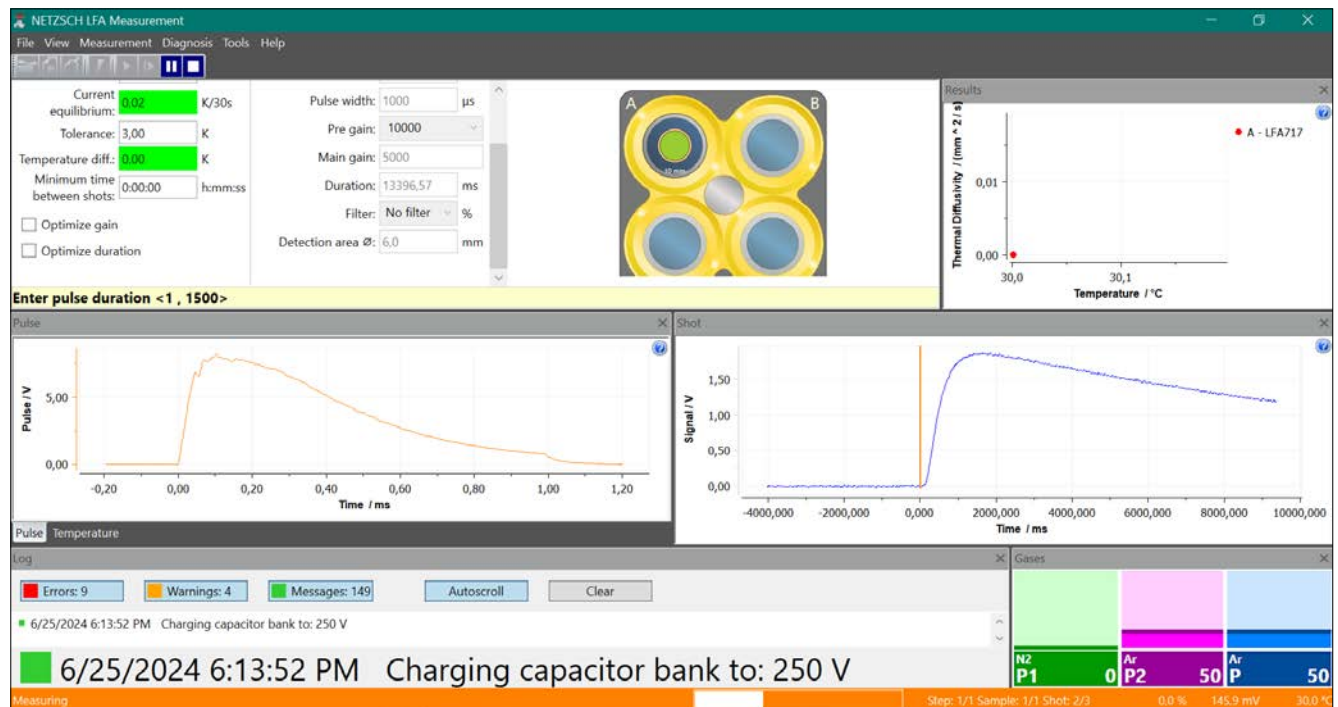 NETZSCH LFA Measurement
File View Measurement Diagnosis Tools Help
Current equilibrium: 0.02 K/30s
Tolerance: 3,00 K
Temperature diff.: 0.00 K
Minimum time between shots: 0:00:00 h:mm:ss
Optimize gain
Optimize duration
Pulse width: 1000 µs
Pre gain: 10000
Main gain: 5000
Duration: 13396,57 ms
Filter: No filter %
Detection area Ø: 6,0 mm
A
B
10 mm
Enter pulse duration <1 , 1500>
Results
Thermal Diffusivity / (mm ^ 2 / s)
0,01
0,00
30,0 30,1
Temperature / °C
A - LFA717
Pulse
Pulse / V
5,00
0,00
-0,20 0,00 0,20 0,40 0,60 0,80 1,00 1,20
Time / ms
Pulse Temperature
Shot
Signal / V
1,50
1,00
0,50
0,00
-4000,000 -2000,000 0,000 2000,000 4000,000 6000,000 8000,000 10000,000
Time / ms
Log
Errors: 9 Warnings: 4 Messages: 149 Autoscroll Clear
6/25/2024 6:13:52 PM Charging capacitor bank to: 250 V
6/25/2024 6:13:52 PM Charging capacitor bank to: 250 V
Gases
N2 Ar Ar
P1 0 P2 50 P 50
Measuring Step: 1/1 Sample: 1/1 Shot: 2/3 0.0 % 145.9 mV 30.0 °C